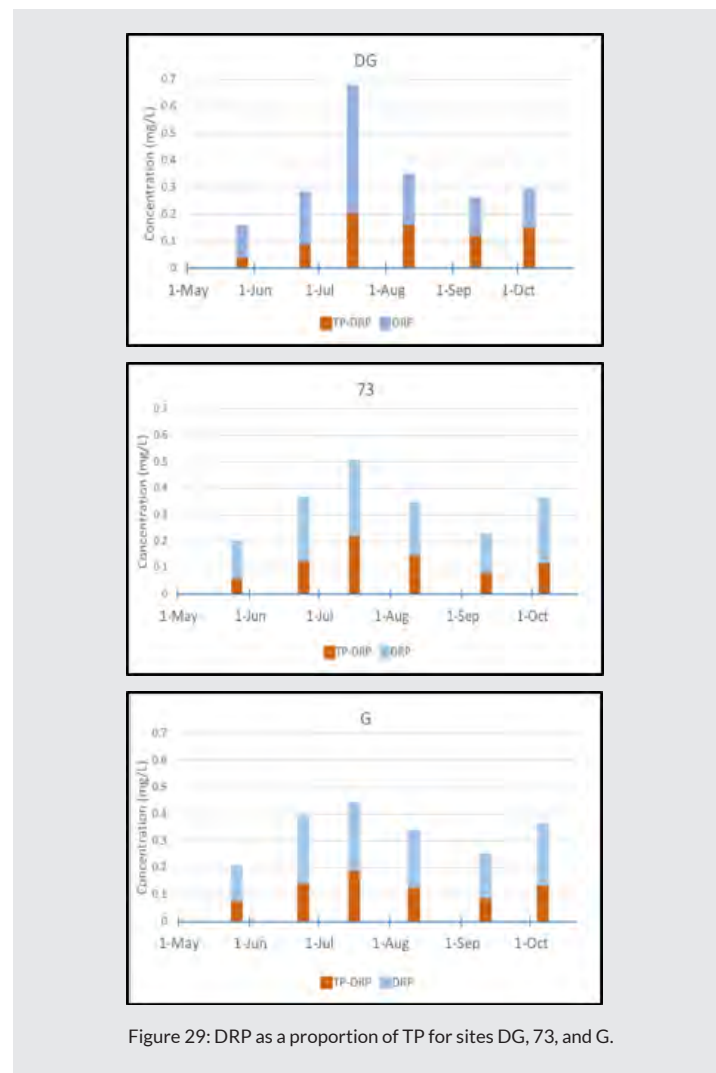 DG
Concentration (mg/L)
0.7
0.6
0.5
0.4
0.3
0.2
0.1
0
1-May 1-Jun 1-Jul 1-Aug 1-Sep 1-Oct
TP-DRP DRP
73
Concentration (mg/L)
0.7
0.6
0.5
0.4
0.3
0.2
0.1
0
1-May 1-Jun 1-Jul 1-Aug 1-Sep 1-Oct
TP-DRP DRP
G
Concentration (mg/L)
0.7
0.6
0.5
0.4
0.3
0.2
0.1
0
1-May 1-Jun 1-Jul 1-Aug 1-Sep 1-Oct
TP-DRP DRP
Figure 29: DRP as a proportion of TP for sites DG, 73, and G.